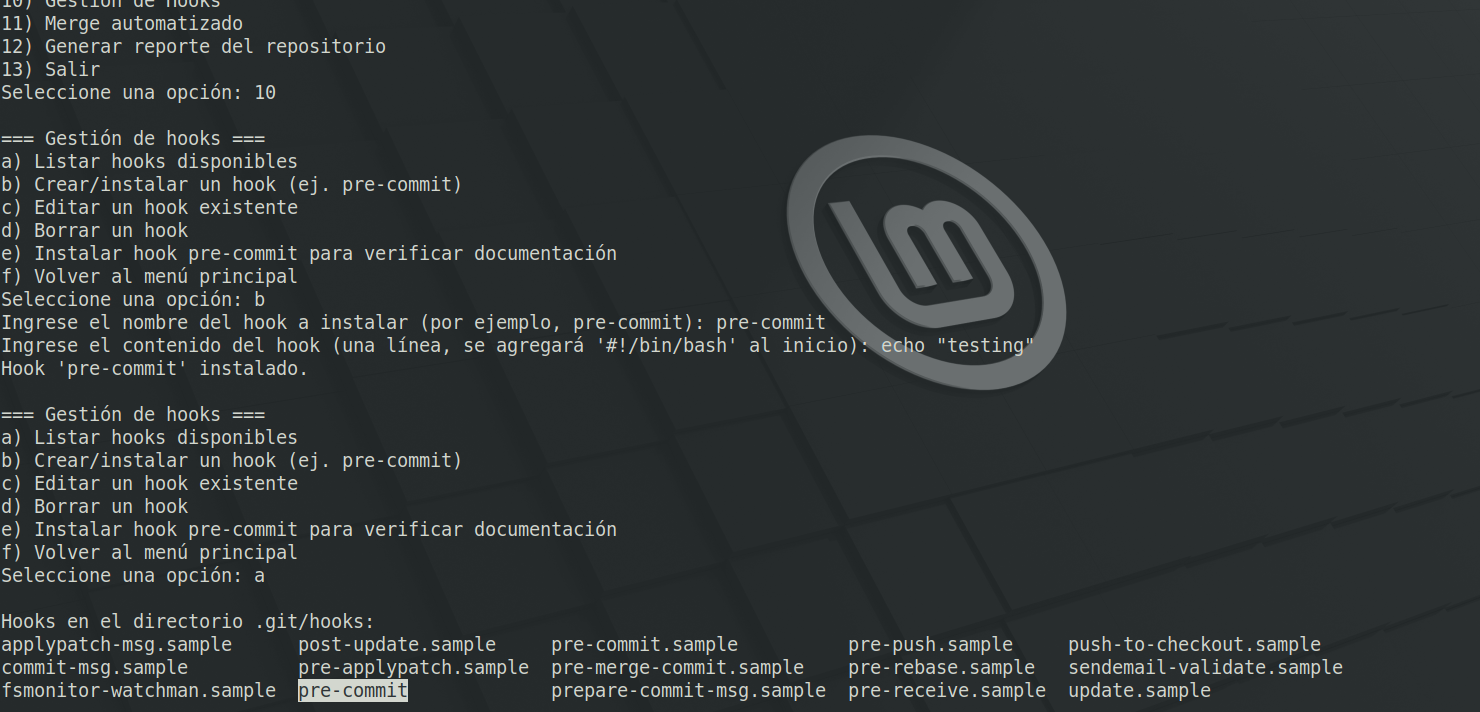 10) Gestión de Hooks
11) Merge automatizado
12) Generar reporte del repositorio
13) Salir
Seleccione una opción: 10

=== Gestión de hooks ===
a) Listar hooks disponibles
b) Crear/instalar un hook (ej. pre-commit)
c) Editar un hook existente
d) Borrar un hook
e) Instalar hook pre-commit para verificar documentación
f) Volver al menú principal
Seleccione una opción: b
Ingrese el nombre del hook a instalar (por ejemplo, pre-commit): pre-commit
Ingrese el contenido del hook (una línea, se agregará '#!/bin/bash' al inicio): echo "testing"
Hook 'pre-commit' instalado.

=== Gestión de hooks ===
a) Listar hooks disponibles
b) Crear/instalar un hook (ej. pre-commit)
c) Editar un hook existente
d) Borrar un hook
e) Instalar hook pre-commit para verificar documentación
f) Volver al menú principal
Seleccione una opción: a

Hooks en el directorio .git/hooks:
applypatch-msg.sample post-update.sample pre-commit.sample pre-push.sample push-to-checkout.sample
commit-msg.sample pre-applypatch.sample pre-merge-commit.sample pre-rebase.sample sendemail-validate.sample
fsmonitor-watchman.sample pre-commit prepare-commit-msg.sample pre-receive.sample update.sample